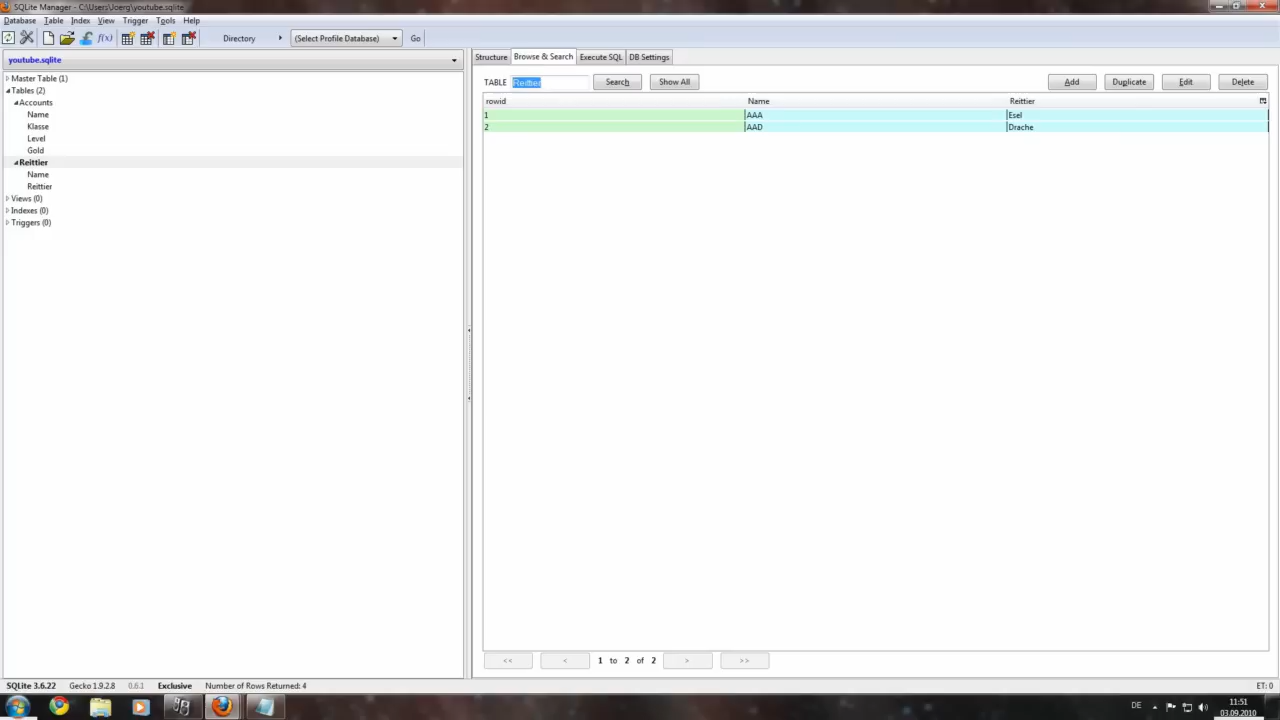 SQLite Manager - C:\Users\Joerg\youtube.sqlite
Database Table Index View Trigger Tools Help
f(x) Directory (Select Profile Database) Go
youtube.sqlite
Master Table (1)
Tables (2)
Accounts
Name
Klasse
Level
Gold
Reittier
Name
Reittier
Views (0)
Indexes (0)
Triggers (0)
Structure Browse & Search Execute SQL DB Settings
TABLE Reittier Search Show All Add Duplicate Edit Delete
rowid Name Reittier
1 AAA Esel
2 AAD Drache
<< < 1 to 2 of 2 > >>
SQLite 3.6.22 Gecko 1.9.2.8 0.6.1 Exclusive Number of Rows Returned: 4 ET: 0
DE 11:51
03.09.2010